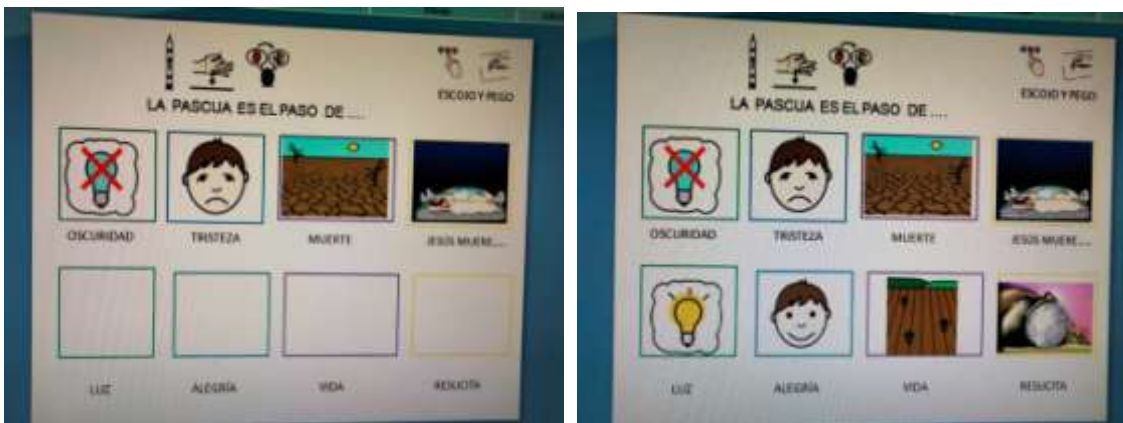 ESCOJO Y PEGO
LA PASCUA ES EL PASO DE ....
OSCURIDAD TRISTEZA MUERTE JESÚS MUERE....
LUZ ALEGRÍA VIDA RESUCITA
ESCOJO Y PEGO
LA PASCUA ES EL PASO DE ....
OSCURIDAD TRISTEZA MUERTE JESÚS MUERE....
LUZ ALEGRÍA VIDA RESUCITA